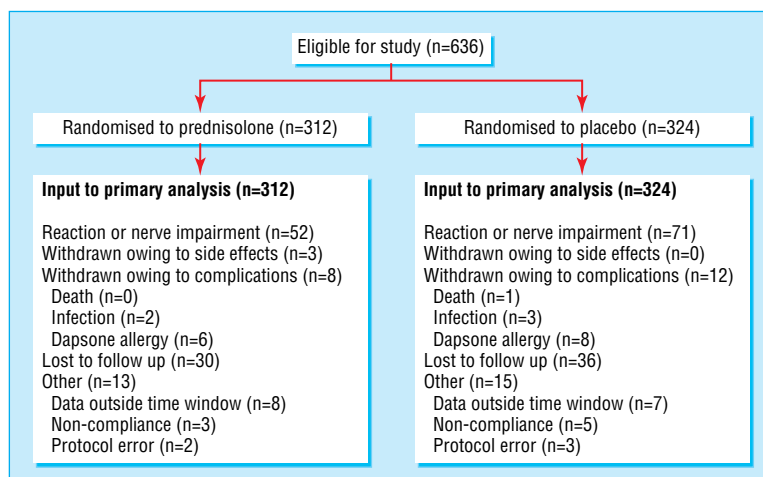 Eligible for study (n=636)
Randomised to prednisolone (n=312)
Randomised to placebo (n=324)
Input to primary analysis (n=312)
Reaction or nerve impairment (n=52)
Withdrawn owing to side effects (n=3)
Withdrawn owing to complications (n=8)
Death (n=0)
Infection (n=2)
Dapsone allergy (n=6)
Lost to follow up (n=30)
Other (n=13)
Data outside time window (n=8)
Non-compliance (n=3)
Protocol error (n=2)
Input to primary analysis (n=324)
Reaction or nerve impairment (n=71)
Withdrawn owing to side effects (n=0)
Withdrawn owing to complications (n=12)
Death (n=1)
Infection (n=3)
Dapsone allergy (n=8)
Lost to follow up (n=36)
Other (n=15)
Data outside time window (n=7)
Non-compliance (n=5)
Protocol error (n=3)